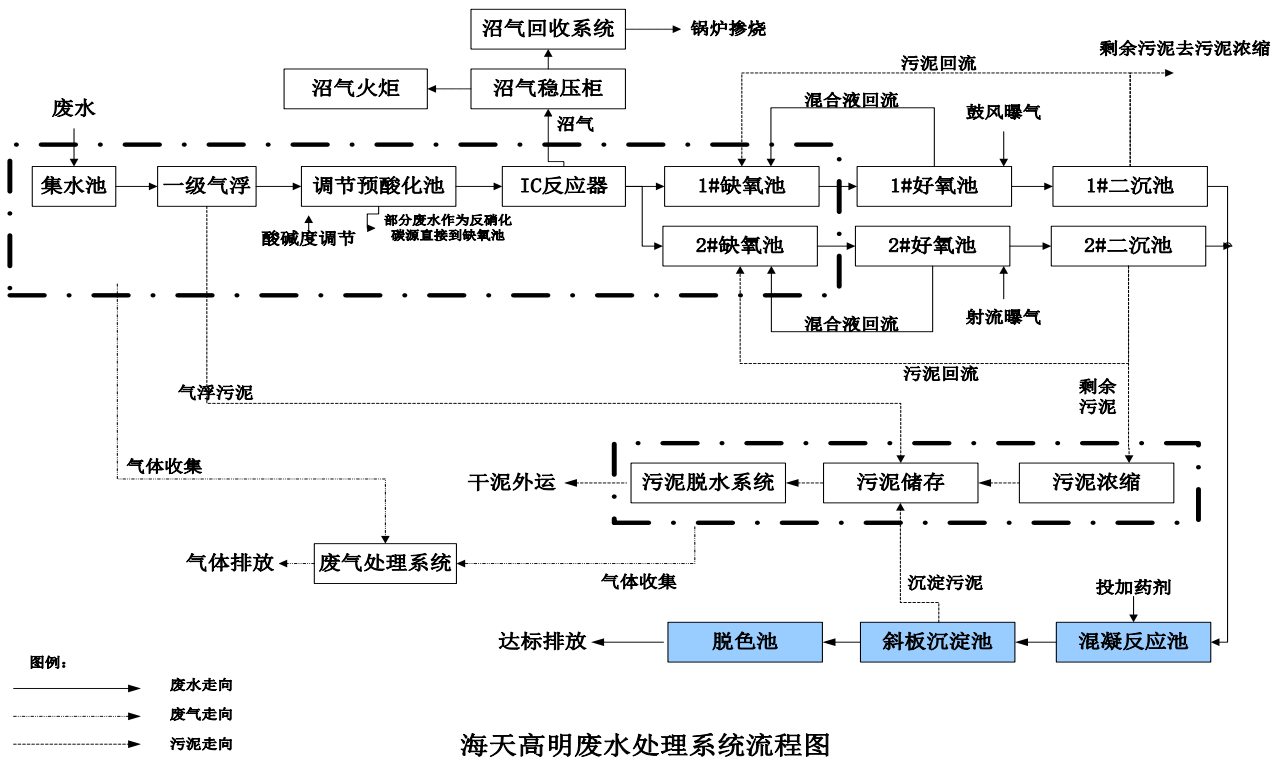 沼气回收系统
锅炉掺烧
剩余污泥去污泥浓缩
污泥回流
沼气火炬
沼气稳压柜
混合液回流
鼓风曝气
废水
沼气
集水池
一级气浮
调节预酸化池
IC反应器
1#缺氧池
1#好氧池
1#二沉池
酸碱度调节
部分废水作为反硝化
碳源直接到缺氧池
2#缺氧池
2#好氧池
2#二沉池
混合液回流
射流曝气
污泥回流
气浮污泥
剩余
污泥
气体收集
干泥外运
污泥脱水系统
污泥储存
污泥浓缩
气体排放
废气处理系统
气体收集
沉淀污泥
投加药剂
达标排放
脱色池
斜板沉淀池
混凝反应池
图例：
废水走向
废气走向
污泥走向
海天高明废水处理系统流程图